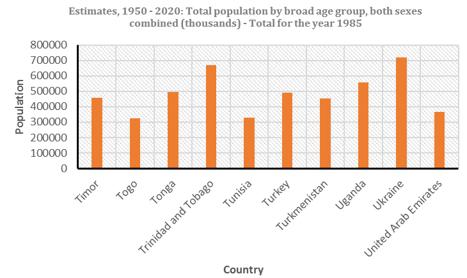 Estimates, 1950 - 2020: Total population by broad age group, both sexes
combined (thousands) - Total for the year 1985
800000
700000
600000
500000
400000
300000
200000
100000
0
Population
Timor
Togo
Tonga
Trinidad and Tobago
Tunisia
Turkey
Turkmenistan
Uganda
Ukraine
United Arab Emirates
Country